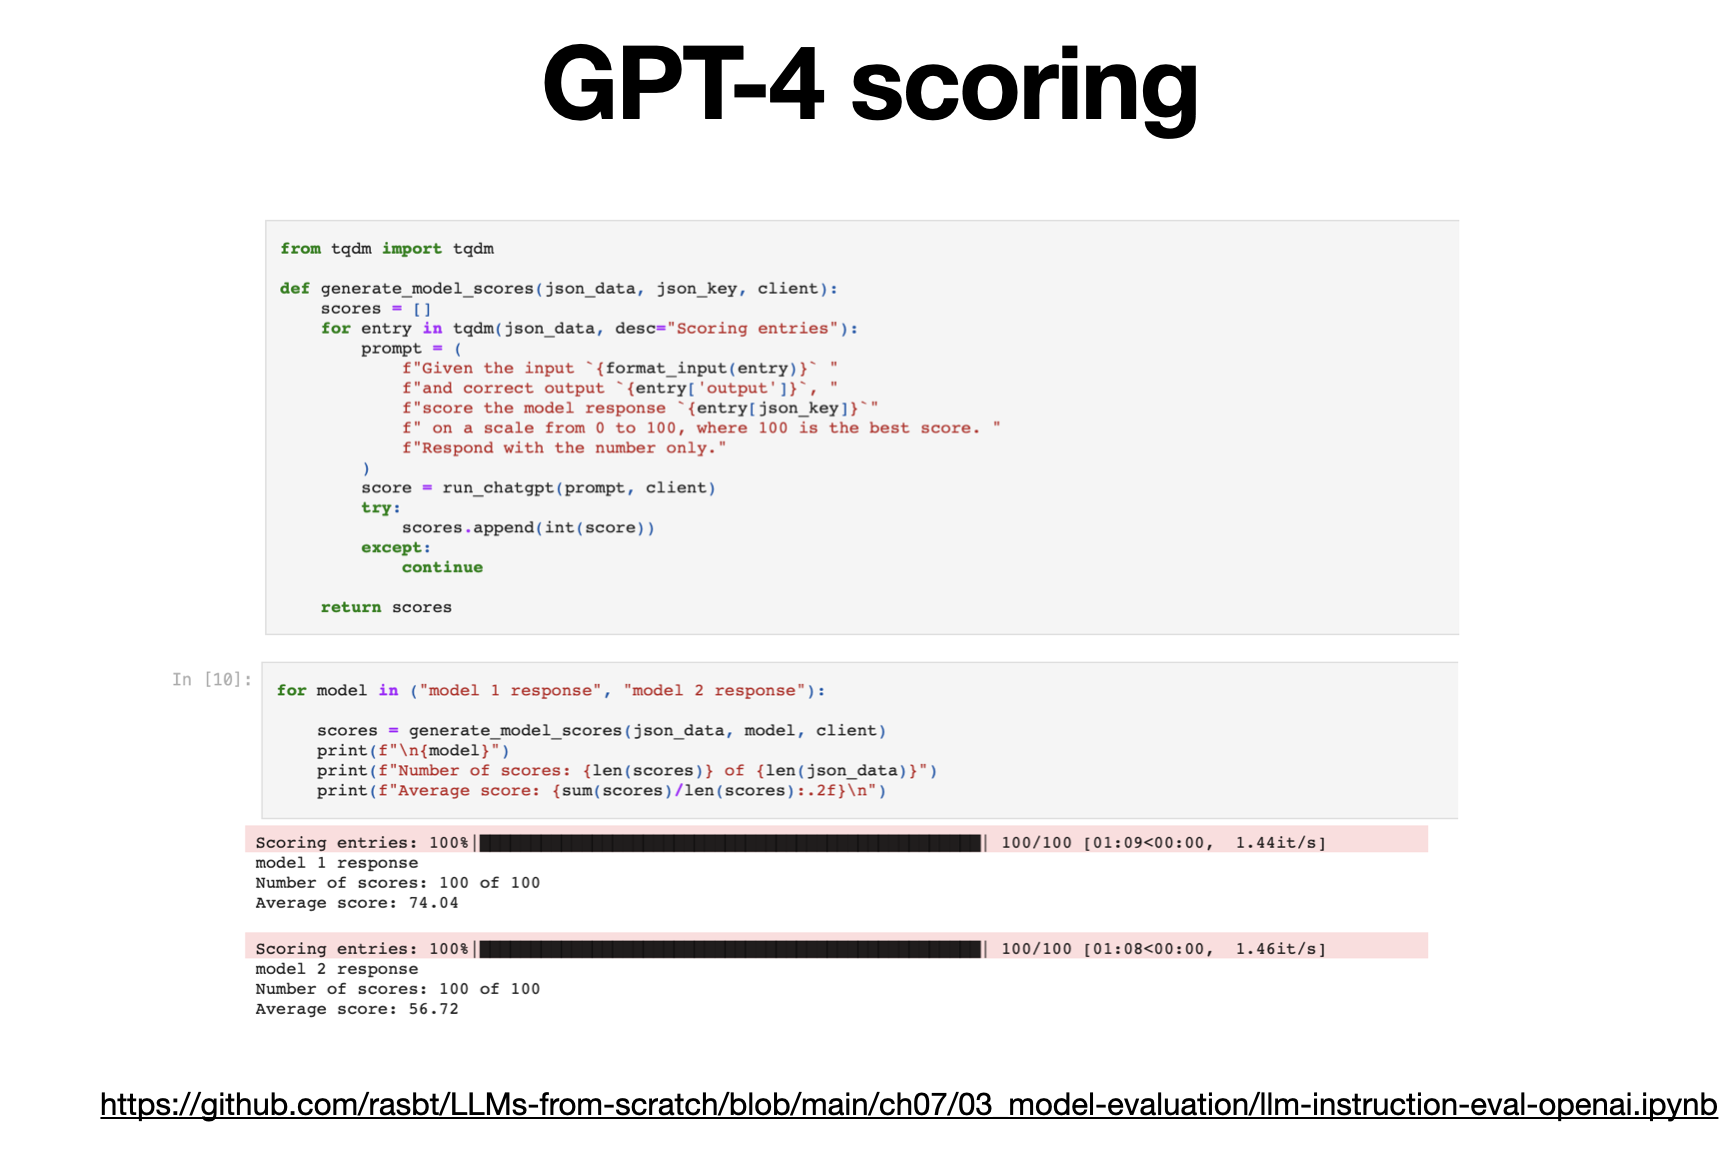 GPT-4 scoring
from tqdm import tqdm
def generate_model_scores(json_data, json_key, client):
    scores = []
    for entry in tqdm(json_data, desc="Scoring entries"):
        prompt = (
            f"Given the input `{format_input(entry)}` "
            f"and correct output `{entry['output']}`, "
            f"score the model response `{entry[json_key]}`"
            f" on a scale from 0 to 100, where 100 is the best score. "
            f"Respond with the number only."
        )
        score = run_chatgpt(prompt, client)
        try:
            scores.append(int(score))
        except:
            continue
    return scores
In [10]:
for model in ("model 1 response", "model 2 response"):
    scores = generate_model_scores(json_data, model, client)
    print(f"\n{model}")
    print(f"Number of scores: {len(scores)} of {len(json_data)}")
    print(f"Average score: {sum(scores)/len(scores):.2f}\n")
Scoring entries: 100%|██████████| 100/100 [01:09<00:00,  1.44it/s]
model 1 response
Number of scores: 100 of 100
Average score: 74.04
Scoring entries: 100%|██████████| 100/100 [01:08<00:00,  1.46it/s]
model 2 response
Number of scores: 100 of 100
Average score: 56.72
https://github.com/rasbt/LLMs-from-scratch/blob/main/ch07/03_model-evaluation/llm-instruction-eval-openai.ipynb